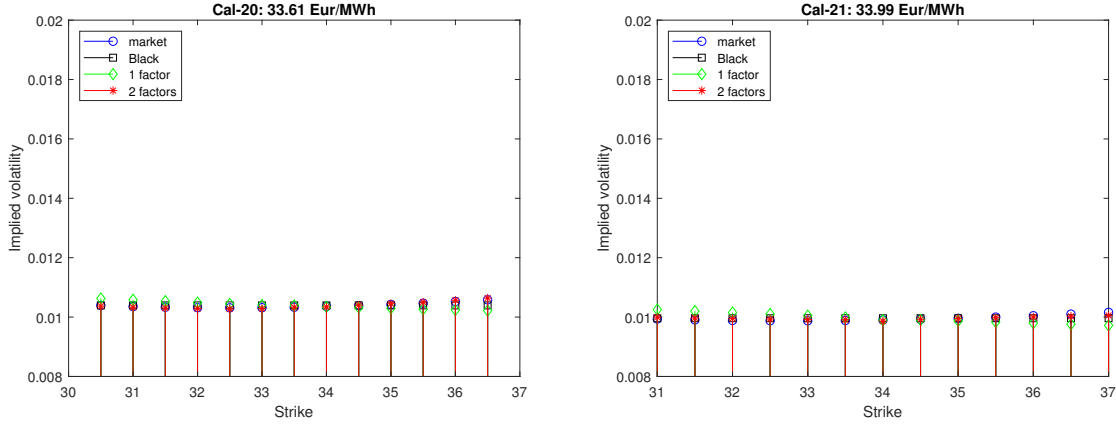 Cal-20: 33.61 Eur/MWh
0.02
0.018
0.016
0.014
0.012
0.01
0.008
Implied volatility
market
Black
1 factor
2 factors
30 31 32 33 34 35 36 37
Strike
Cal-21: 33.99 Eur/MWh
0.02
0.018
0.016
0.014
0.012
0.01
0.008
Implied volatility
market
Black
1 factor
2 factors
31 32 33 34 35 36 37
Strike